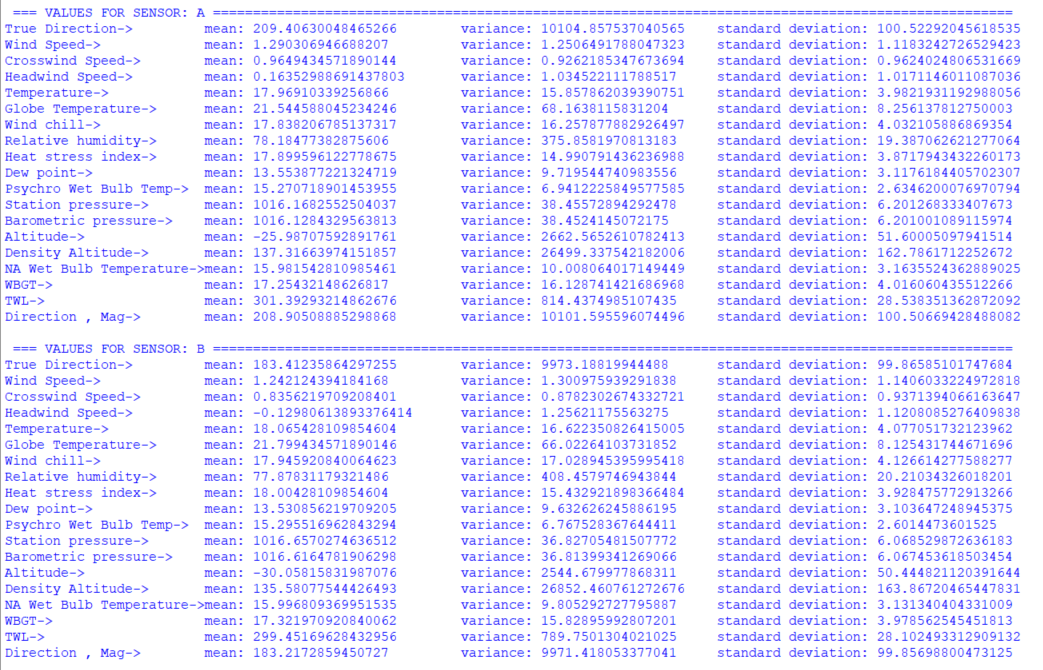 === VALUES FOR SENSOR: A ====================================================================================================
True Direction-> mean: 209.40630048465266 variance: 10104.857537040565 standard deviation: 100.52292045618535
Wind Speed-> mean: 1.290306946688207 variance: 1.2506491788047323 standard deviation: 1.1183242726529423
Crosswind Speed-> mean: 0.9649434571890144 variance: 0.9262185347673694 standard deviation: 0.9624024806531669
Headwind Speed-> mean: 0.16352988691437803 variance: 1.034522111788517 standard deviation: 1.0171146011087036
Temperature-> mean: 17.96910339256866 variance: 15.857862039390751 standard deviation: 3.9821931192988056
Globe Temperature-> mean: 21.544588045234246 variance: 68.1638115831204 standard deviation: 8.256137812750003
Wind chill-> mean: 17.838206785137317 variance: 16.257877882926497 standard deviation: 4.032105886869354
Relative humidity-> mean: 78.18477382875606 variance: 375.8581970813183 standard deviation: 19.387062621277064
Heat stress index-> mean: 17.899596122778675 variance: 14.990791436236988 standard deviation: 3.8717943432260173
Dew point-> mean: 13.553877221324719 variance: 9.719544740983556 standard deviation: 3.1176184405702307
Psychro Wet Bulb Temp-> mean: 15.270718901453955 variance: 6.9412225849577585 standard deviation: 2.6346200076970794
Station pressure-> mean: 1016.1682552504037 variance: 38.45572894292478 standard deviation: 6.201268333407673
Barometric pressure-> mean: 1016.1284329563813 variance: 38.4524145072175 standard deviation: 6.201001089115974
Altitude-> mean: -25.98707592891761 variance: 2662.5652610782413 standard deviation: 51.60005097941514
Density Altitude-> mean: 137.31663974151857 variance: 26499.337542182006 standard deviation: 162.7861712252672
NA Wet Bulb Temperature->mean: 15.981542810985461 variance: 10.008064017149449 standard deviation: 3.1635524362889025
WBGT-> mean: 17.25432148626817 variance: 16.128741421686968 standard deviation: 4.016060435512266
TWL-> mean: 301.39293214862676 variance: 814.4374985107435 standard deviation: 28.538351362872092
Direction , Mag-> mean: 208.90508885298868 variance: 10101.595596074496 standard deviation: 100.50669428488082
=== VALUES FOR SENSOR: B ====================================================================================================
True Direction-> mean: 183.41235864297255 variance: 9973.18819944488 standard deviation: 99.86585101747684
Wind Speed-> mean: 1.242124394184168 variance: 1.300975939291838 standard deviation: 1.1406033224972818
Crosswind Speed-> mean: 0.8356219709208401 variance: 0.8782302674332721 standard deviation: 0.9371394066163647
Headwind Speed-> mean: -0.12980613893376414 variance: 1.25621175563275 standard deviation: 1.1208085276409838
Temperature-> mean: 18.065428109854604 variance: 16.622350826415005 standard deviation: 4.077051732123962
Globe Temperature-> mean: 21.799434571890146 variance: 66.02264103731852 standard deviation: 8.125431744671696
Wind chill-> mean: 17.945920840064623 variance: 17.028945395995418 standard deviation: 4.126614277588277
Relative humidity-> mean: 77.87831179321486 variance: 408.4579746943844 standard deviation: 20.21034326018201
Heat stress index-> mean: 18.00428109854604 variance: 15.432921898366484 standard deviation: 3.928475772913266
Dew point-> mean: 13.530856219709205 variance: 9.632626245886195 standard deviation: 3.103647248945375
Psychro Wet Bulb Temp-> mean: 15.295516962843294 variance: 6.767528367644411 standard deviation: 2.6014473601525
Station pressure-> mean: 1016.6570274636512 variance: 36.82705481507772 standard deviation: 6.068529872636183
Barometric pressure-> mean: 1016.6164781906298 variance: 36.81399341269066 standard deviation: 6.067453618503454
Altitude-> mean: -30.05815831987076 variance: 2544.679977868311 standard deviation: 50.444821120391644
Density Altitude-> mean: 135.58077544426493 variance: 26852.460761272676 standard deviation: 163.86720465447831
NA Wet Bulb Temperature->mean: 15.996809369951535 variance: 9.805292727795887 standard deviation: 3.131340404331009
WBGT-> mean: 17.321970920840062 variance: 15.82895992807201 standard deviation: 3.978562545451813
TWL-> mean: 299.45169628432956 variance: 789.7501304021025 standard deviation: 28.102493312909132
Direction , Mag-> mean: 183.2172859450727 variance: 9971.418053377041 standard deviation: 99.85698800473125